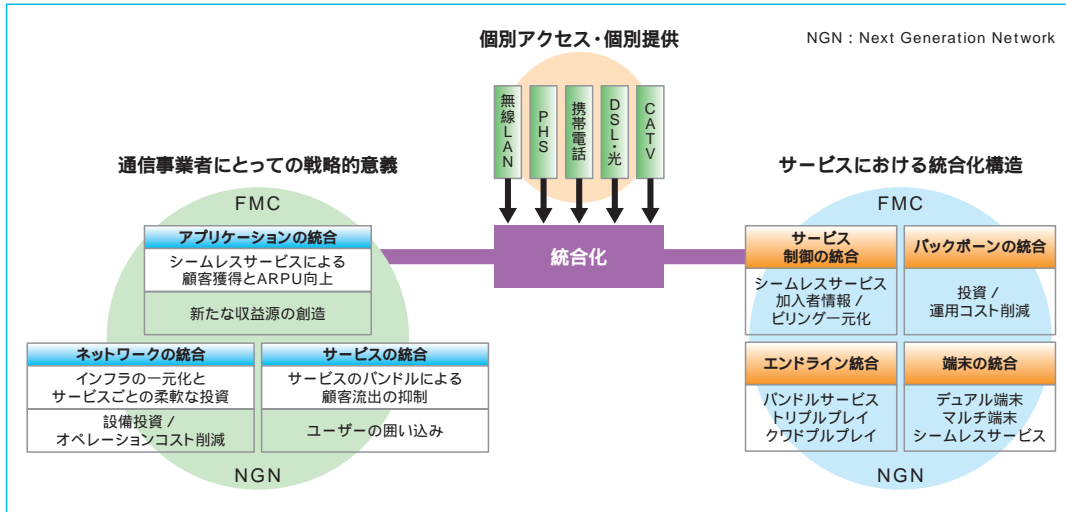 個別アクセス・個別提供
NGN : Next Generation Network
無線LAN
PHS
携帯電話
DSL・光
CATV
統合化
通信事業者にとっての戦略的意義
FMC
アプリケーションの統合
シームレスサービスによる
顧客獲得とARPU向上
新たな収益源の創造
ネットワークの統合
インフラの一元化と
サービスごとの柔軟な投資
設備投資 /
オペレーションコスト削減
サービスの統合
サービスのバンドルによる
顧客流出の抑制
ユーザーの囲い込み
NGN
サービスにおける統合化構造
FMC
サービス
制御の統合
シームレスサービス
加入者情報 /
ビリング一元化
バックボーンの統合
投資 /
運用コスト削減
エンドライン統合
バンドルサービス
トリプルプレイ
クワドプルプレイ
端末の統合
デュアル端末
マルチ端末
シームレスサービス
NGN